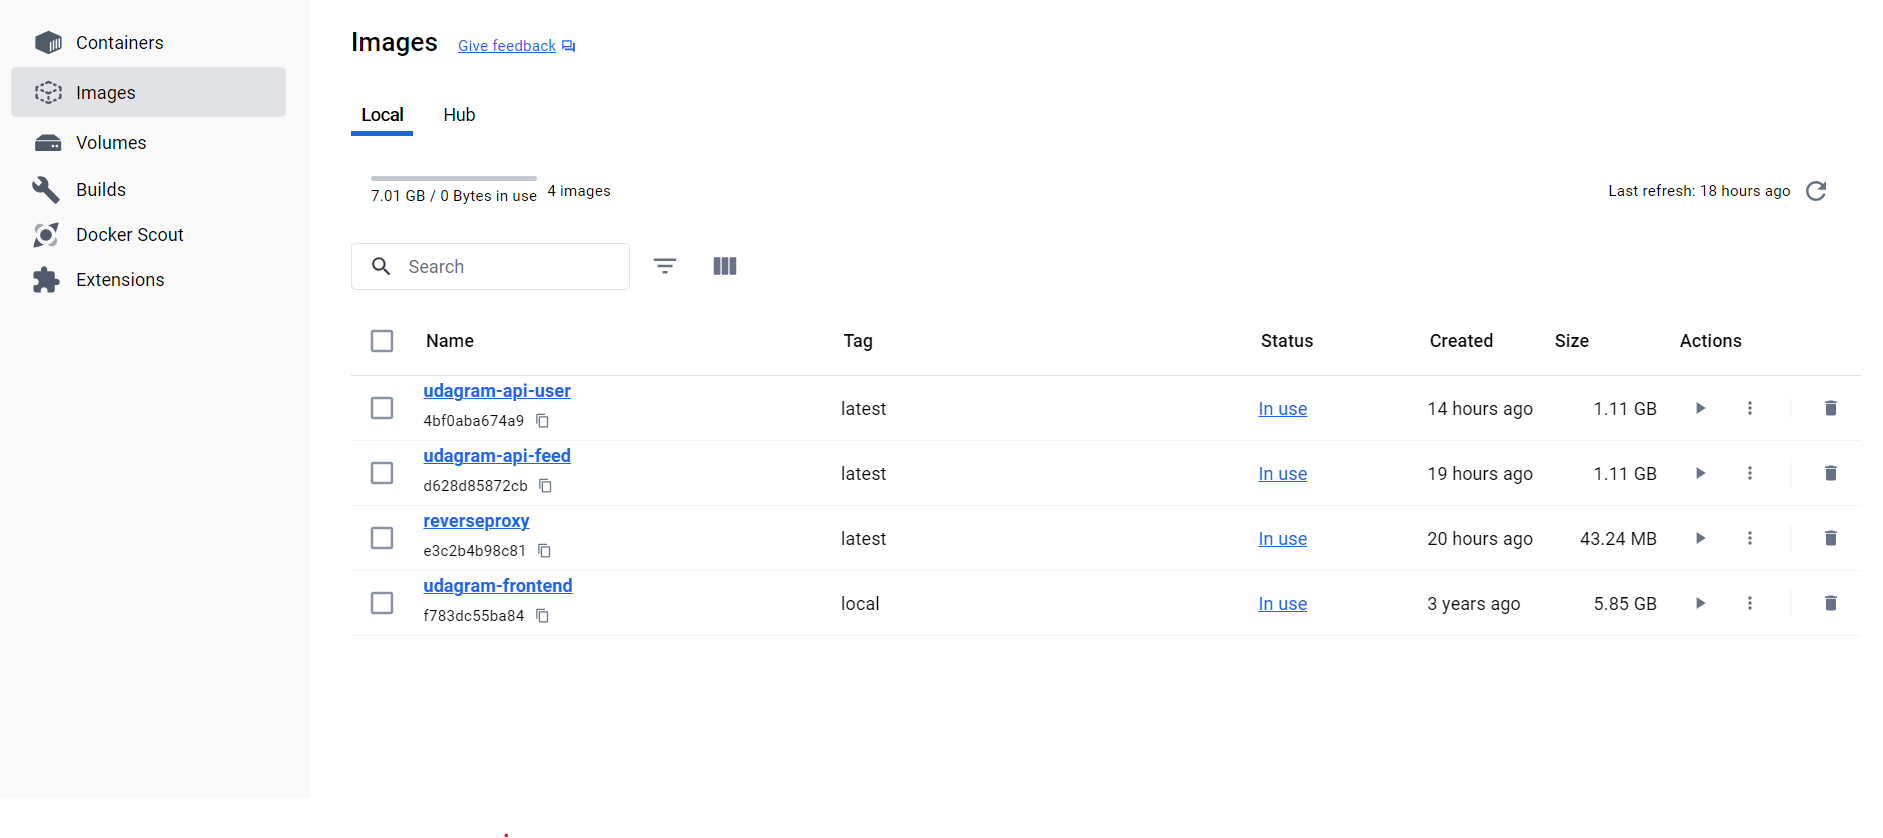 Containers
Images
Volumes
Builds
Docker Scout
Extensions
Images Give feedback
Local Hub
7.01 GB / 0 Bytes in use 4 images
Last refresh: 18 hours ago
Search
Name Tag Status Created Size Actions
udagram-api-user
4bf0aba674a9
latest In use 14 hours ago 1.11 GB
udagram-api-feed
d628d85872cb
latest In use 19 hours ago 1.11 GB
reverseproxy
e3c2b4b98c81
latest In use 20 hours ago 43.24 MB
udagram-frontend
f783dc55ba84
local In use 3 years ago 5.85 GB